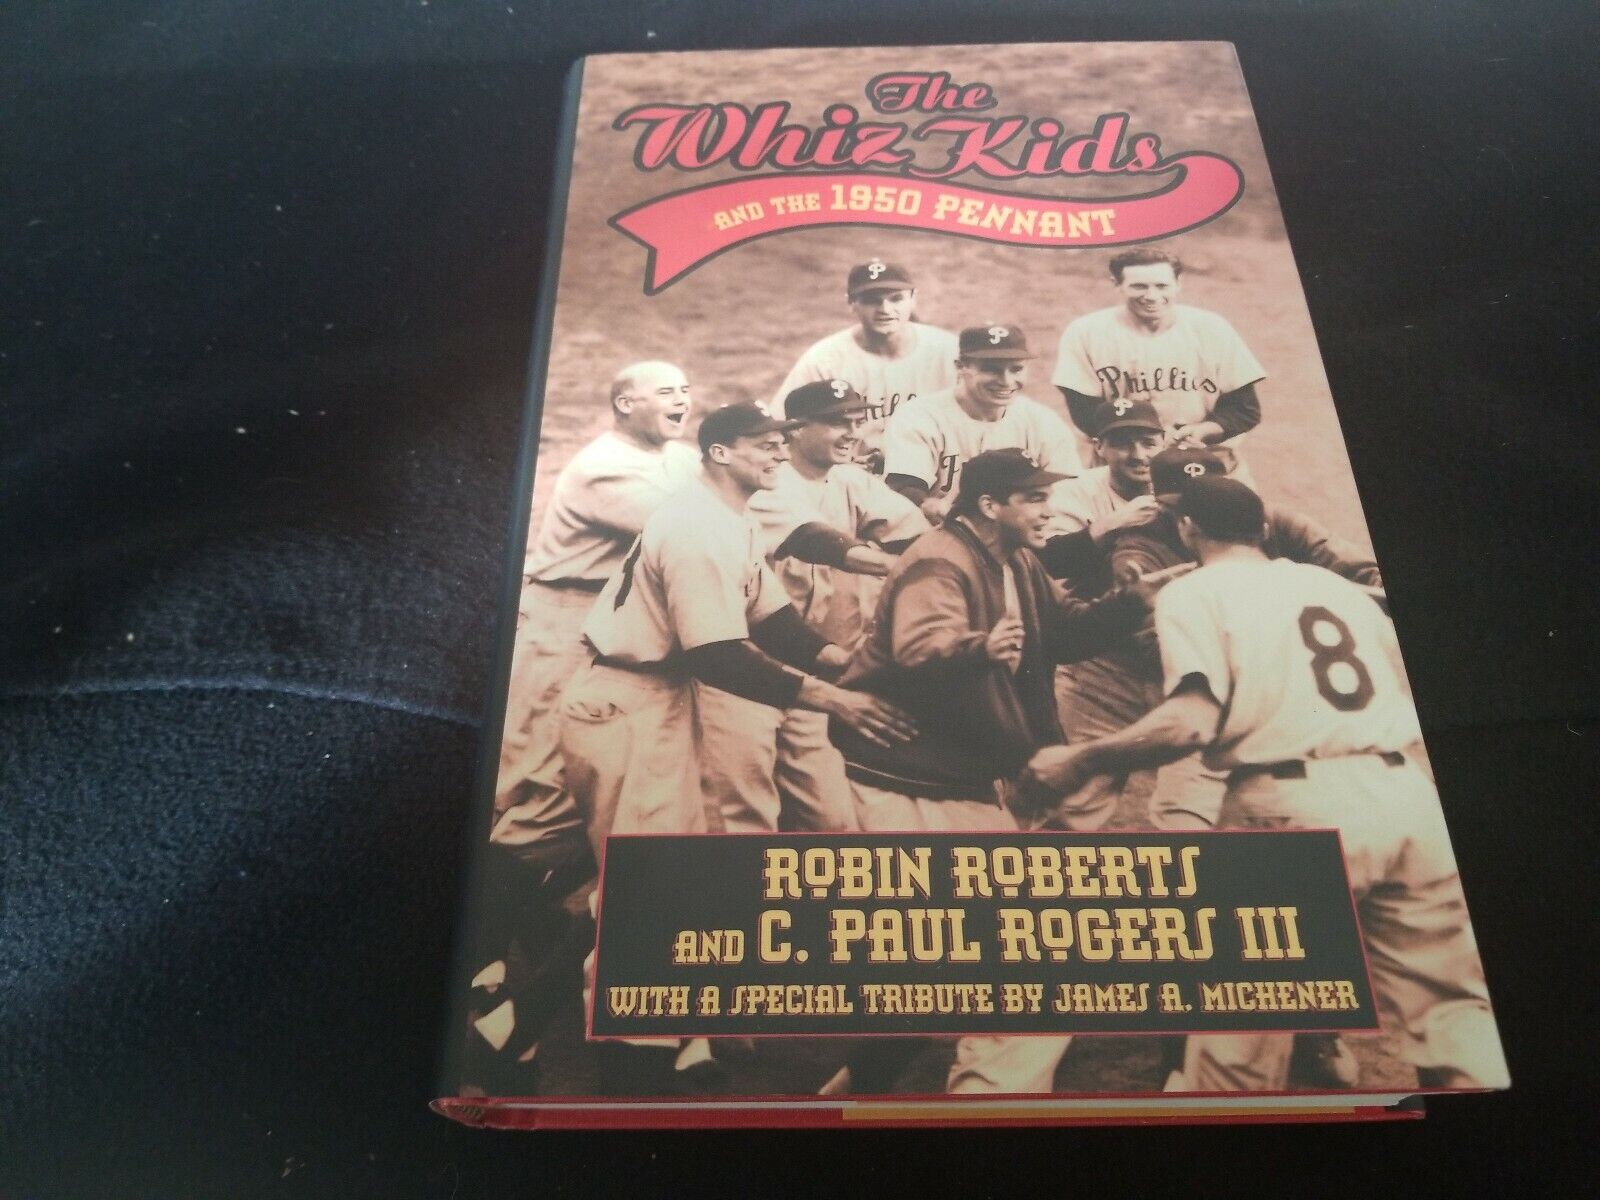 The
Whiz Kids
AND THE 1950 PENNANT
P
P
Phillies
P
P
P
8
ROBIN ROBERTS
AND C. PAUL ROGERS III
WITH A SPECIAL TRIBUTE BY JAMES A. MICHENER